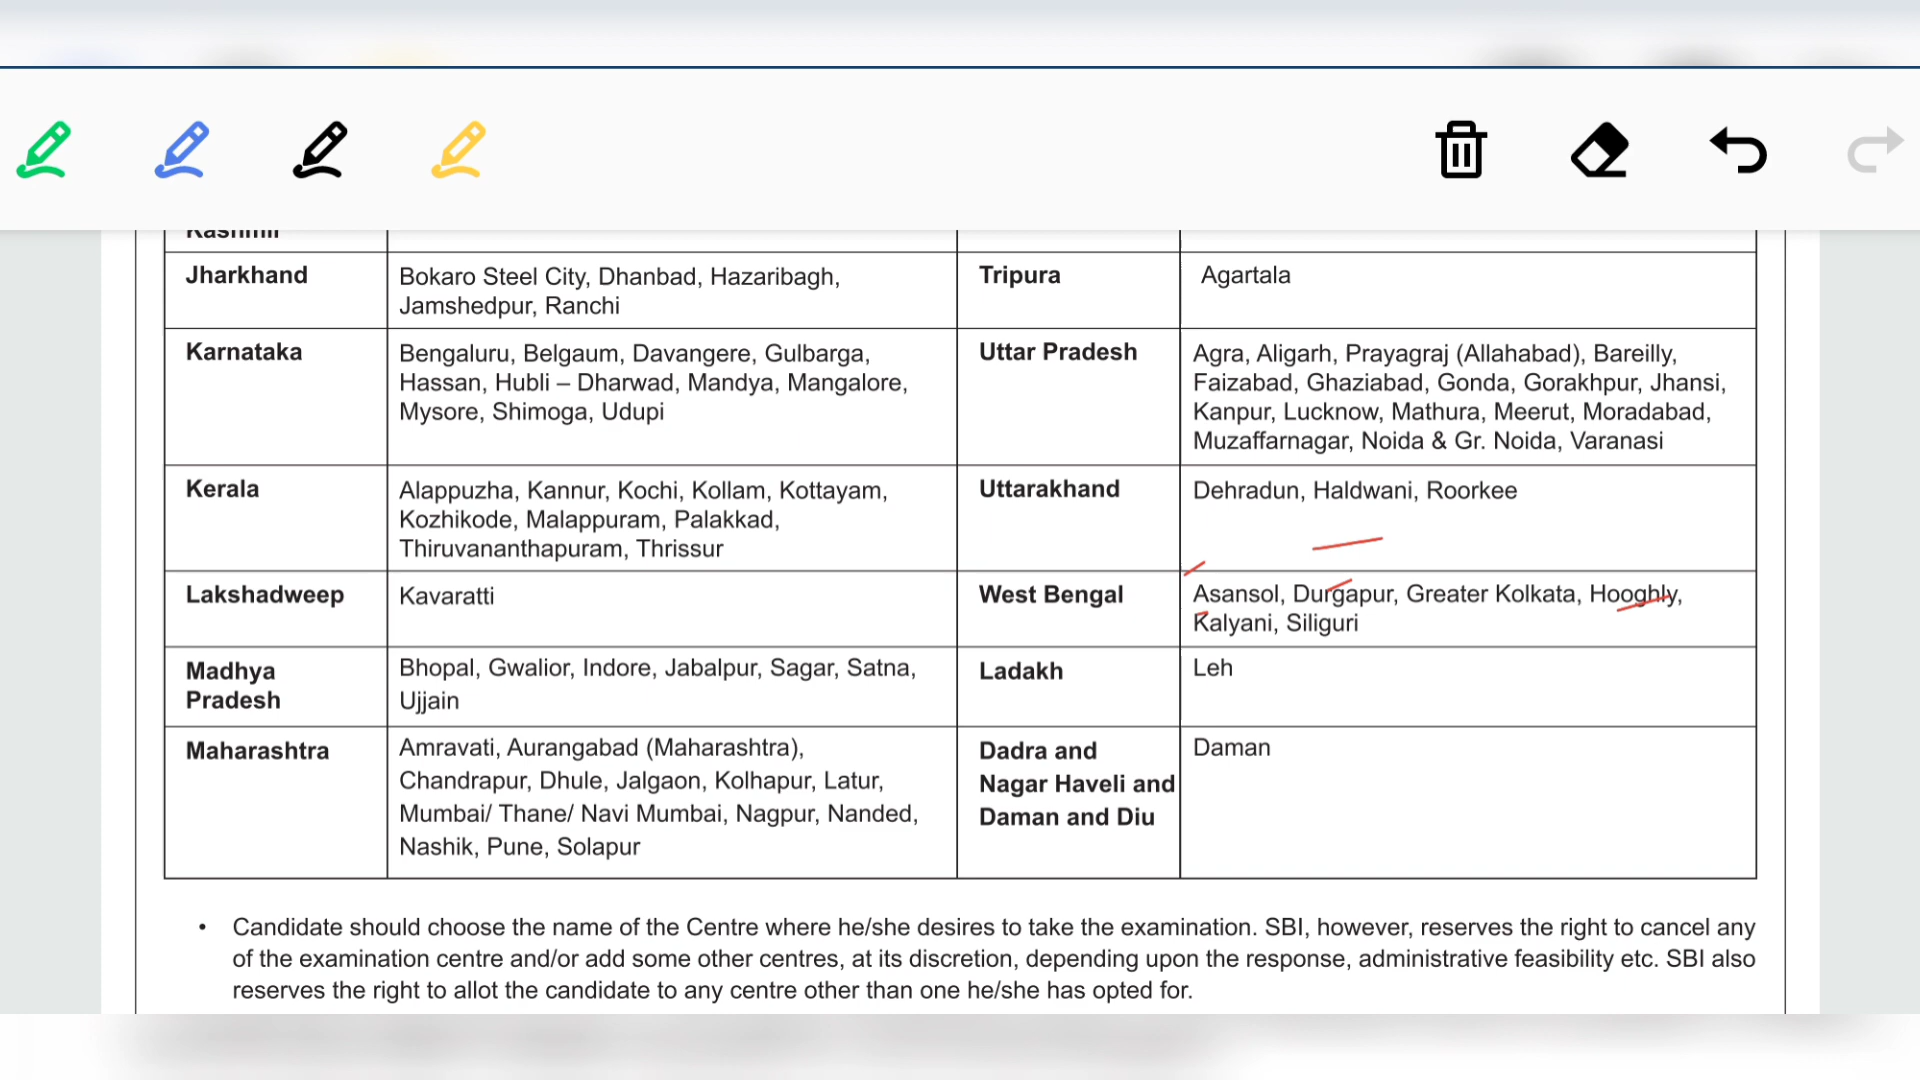 Kashmir
Jharkhand
Bokaro Steel City, Dhanbad, Hazaribagh,
Jamshedpur, Ranchi
Tripura
Agartala
Karnataka
Bengaluru, Belgaum, Davangere, Gulbarga,
Hassan, Hubli – Dharwad, Mandya, Mangalore,
Mysore, Shimoga, Udupi
Uttar Pradesh
Agra, Aligarh, Prayagraj (Allahabad), Bareilly,
Faizabad, Ghaziabad, Gonda, Gorakhpur, Jhansi,
Kanpur, Lucknow, Mathura, Meerut, Moradabad,
Muzaffarnagar, Noida & Gr. Noida, Varanasi
Kerala
Alappuzha, Kannur, Kochi, Kollam, Kottayam,
Kozhikode, Malappuram, Palakkad,
Thiruvananthapuram, Thrissur
Uttarakhand
Dehradun, Haldwani, Roorkee
Lakshadweep
Kavaratti
West Bengal
Asansol, Durgapur, Greater Kolkata, Hooghly,
Kalyani, Siliguri
Madhya
Pradesh
Bhopal, Gwalior, Indore, Jabalpur, Sagar, Satna,
Ujjain
Ladakh
Leh
Maharashtra
Amravati, Aurangabad (Maharashtra),
Chandrapur, Dhule, Jalgaon, Kolhapur, Latur,
Mumbai/ Thane/ Navi Mumbai, Nagpur, Nanded,
Nashik, Pune, Solapur
Dadra and
Nagar Haveli and
Daman and Diu
Daman
• Candidate should choose the name of the Centre where he/she desires to take the examination. SBI, however, reserves the right to cancel any
of the examination centre and/or add some other centres, at its discretion, depending upon the response, administrative feasibility etc. SBI also
reserves the right to allot the candidate to any centre other than one he/she has opted for.